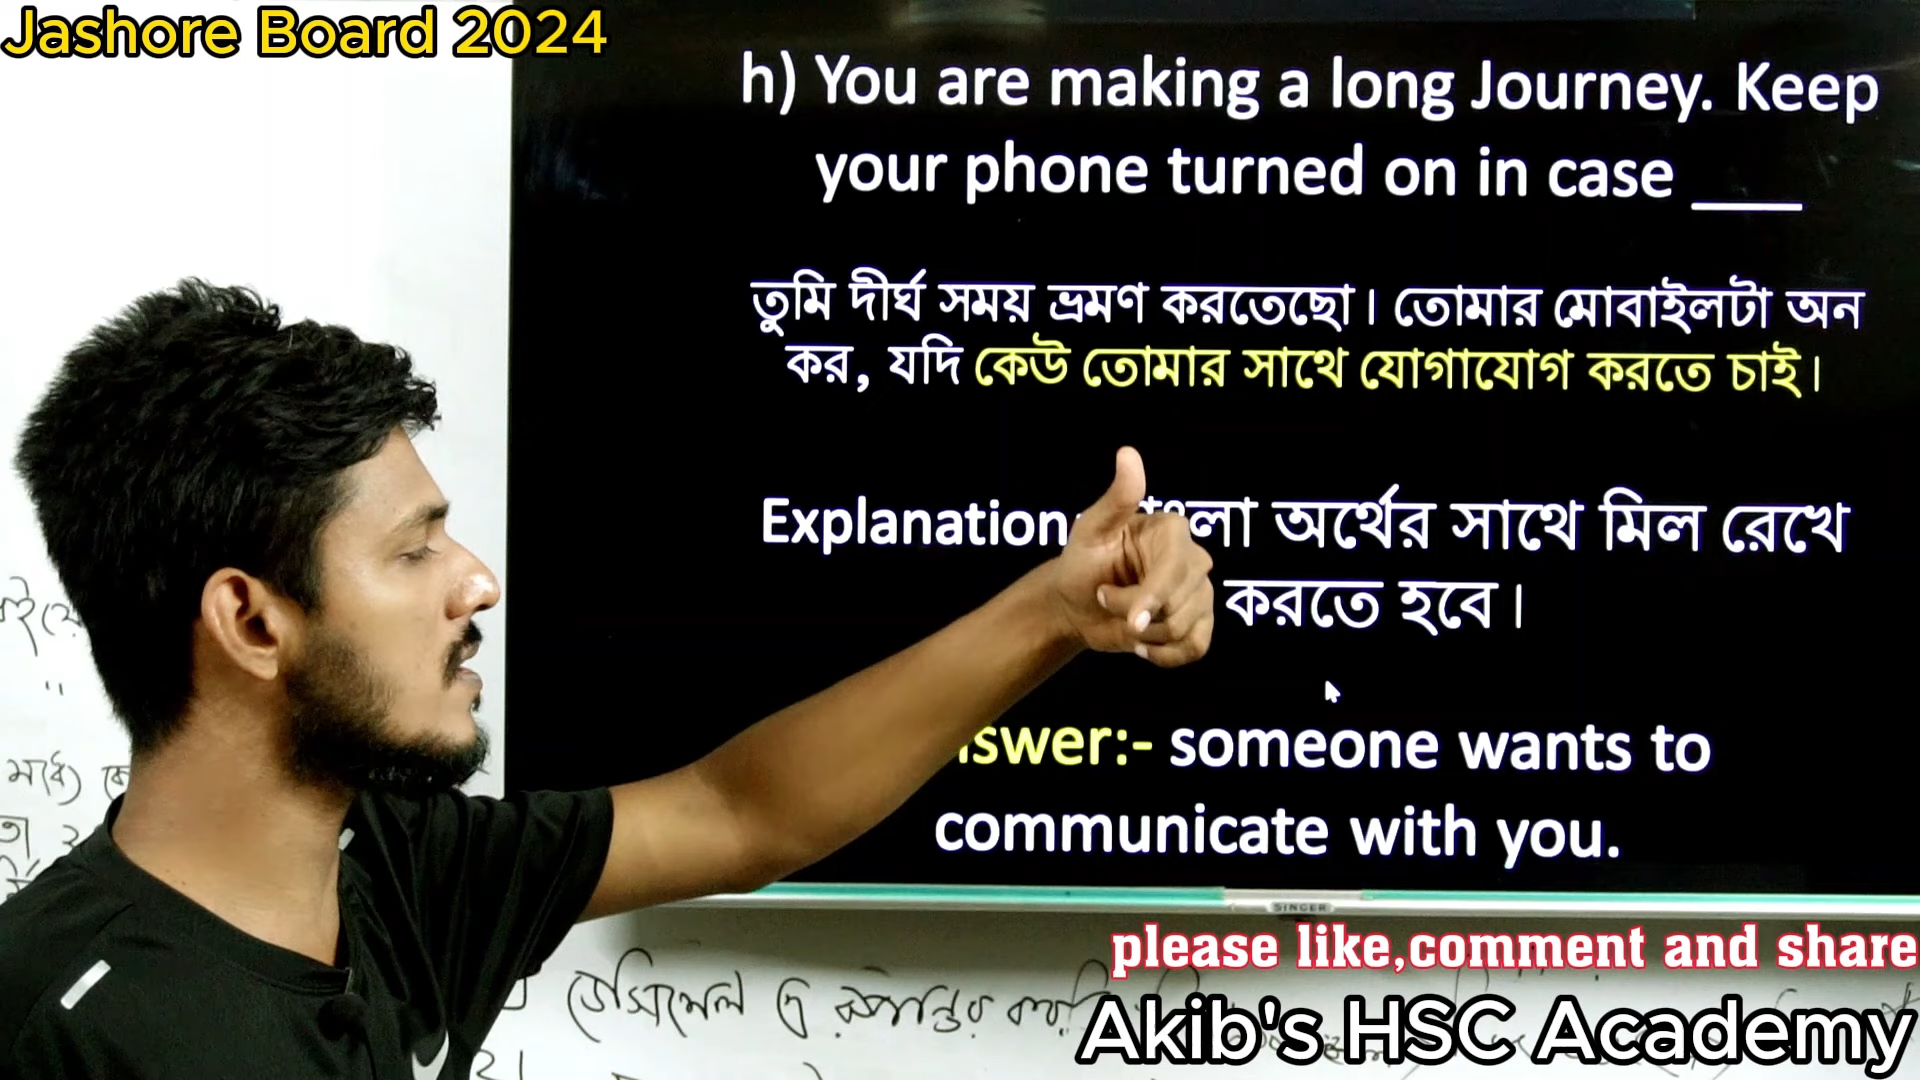 Jashore Board 2024
h) You are making a long Journey. Keep
your phone turned on in case ____
তুমি দীর্ঘ সময় ভ্রমণ করতেছো। তোমার মোবাইলটা অন
কর, যদি কেউ তোমার সাথে যোগাযোগ করতে চাই।
Explanation অর্থের সাথে মিল রেখে
করতে হবে।
someone wants to
communicate with you.
SINGER
please like,comment and share
Akib's HSC Academy